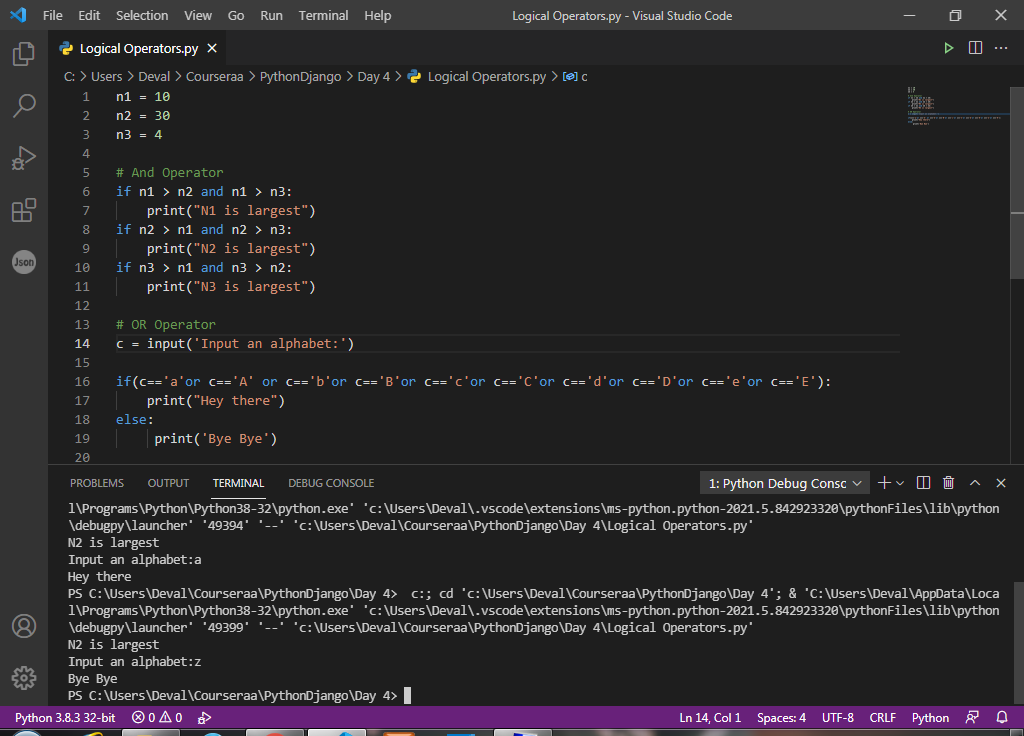 File Edit Selection View Go Run Terminal Help Logical Operators.py - Visual Studio Code
Logical Operators.py
C: > Users > Deval > Courseraa > PythonDjango > Day 4 > Logical Operators.py > c
1 n1 = 10
2 n2 = 30
3 n3 = 4
4
5 # And Operator
6 if n1 > n2 and n1 > n3:
7     print("N1 is largest")
8 if n2 > n1 and n2 > n3:
9     print("N2 is largest")
10 if n3 > n1 and n3 > n2:
11     print("N3 is largest")
12
13 # OR Operator
14 c = input('Input an alphabet:')
15
16 if(c=='a'or c=='A' or c=='b'or c=='B'or c=='c'or c=='C'or c=='d'or c=='D'or c=='e'or c=='E'):
17     print("Hey there")
18 else:
19      print('Bye Bye')
20
Json
PROBLEMS OUTPUT TERMINAL DEBUG CONSOLE 1: Python Debug Consc
l\Programs\Python\Python38-32\python.exe' 'c:\Users\Deval\.vscode\extensions\ms-python.python-2021.5.842923320\pythonFiles\lib\python
\debugpy\launcher' '49394' '--' 'c:\Users\Deval\Courseraa\PythonDjango\Day 4\Logical Operators.py'
N2 is largest
Input an alphabet:a
Hey there
PS C:\Users\Deval\Courseraa\PythonDjango\Day 4>  c:; cd 'c:\Users\Deval\Courseraa\PythonDjango\Day 4'; & 'C:\Users\Deval\AppData\Loca
l\Programs\Python\Python38-32\python.exe' 'c:\Users\Deval\.vscode\extensions\ms-python.python-2021.5.842923320\pythonFiles\lib\python
\debugpy\launcher' '49399' '--' 'c:\Users\Deval\Courseraa\PythonDjango\Day 4\Logical Operators.py'
N2 is largest
Input an alphabet:z
Bye Bye
PS C:\Users\Deval\Courseraa\PythonDjango\Day 4>
Python 3.8.3 32-bit 0 0 Ln 14, Col 1 Spaces: 4 UTF-8 CRLF Python